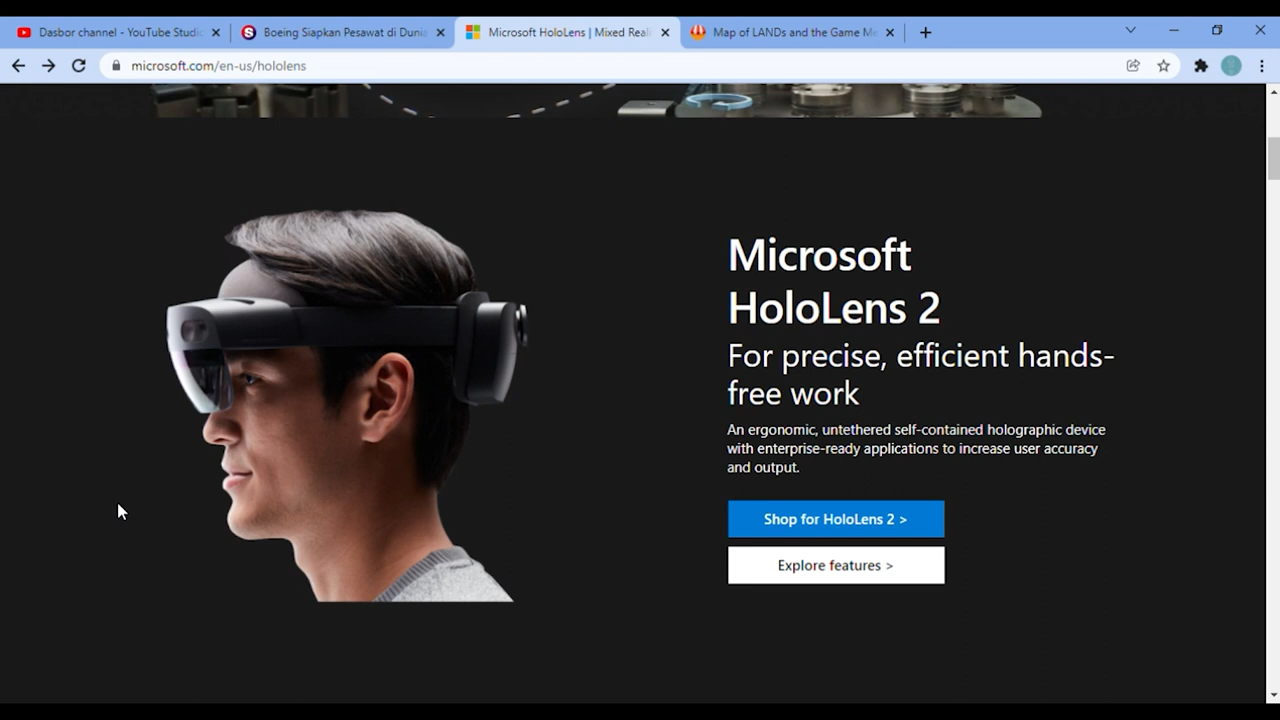 Dasbor channel - YouTube Studio
Boeing Siapkan Pesawat di Dunia
Microsoft HoloLens | Mixed Reali
Map of LANDs and the Game Me
microsoft.com/en-us/hololens
Microsoft
HoloLens 2
For precise, efficient hands-
free work
An ergonomic, untethered self-contained holographic device
with enterprise-ready applications to increase user accuracy
and output.
Shop for HoloLens 2 >
Explore features >